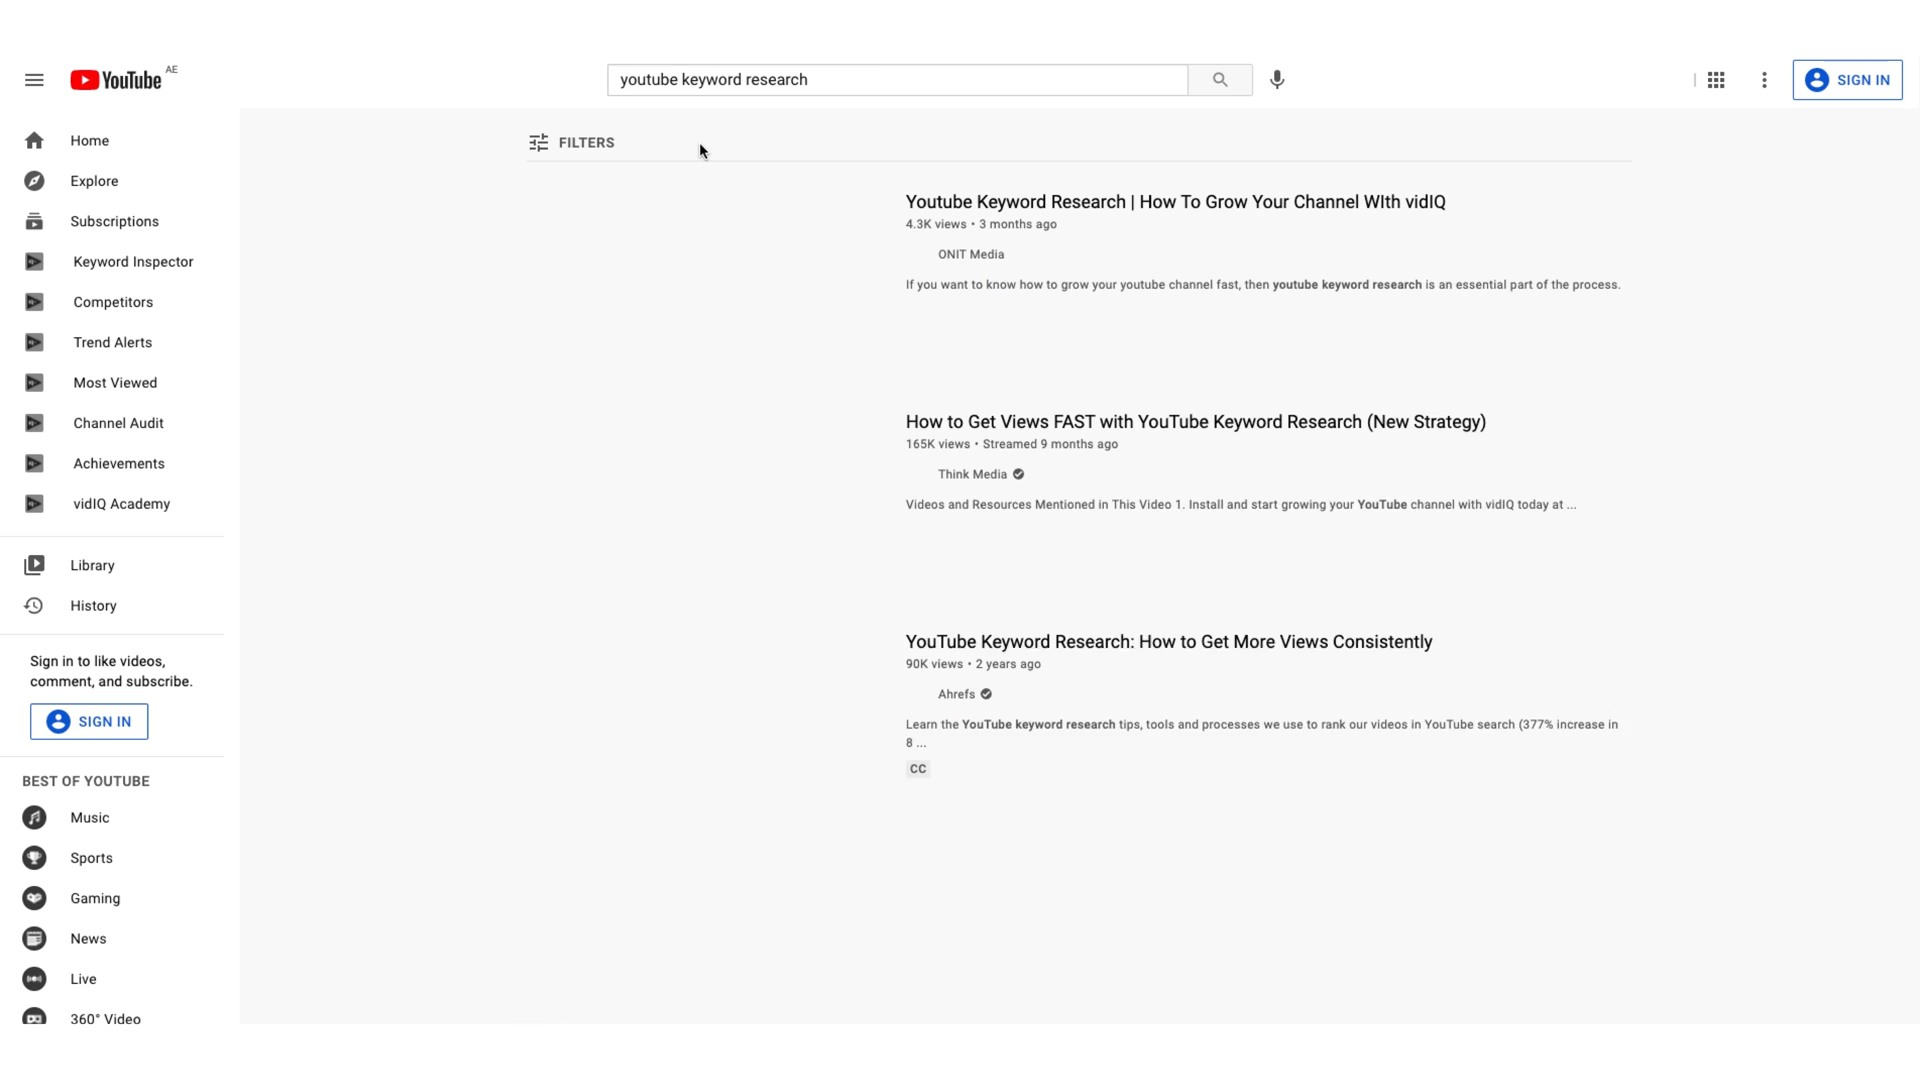 YouTube AE
youtube keyword research
SIGN IN
Home
Explore
Subscriptions
Keyword Inspector
Competitors
Trend Alerts
Most Viewed
Channel Audit
Achievements
vidIQ Academy
Library
History
Sign in to like videos,
comment, and subscribe.
SIGN IN
BEST OF YOUTUBE
Music
Sports
Gaming
News
Live
360° Video
FILTERS
Youtube Keyword Research | How To Grow Your Channel WIth vidIQ
4.3K views • 3 months ago
ONIT Media
If you want to know how to grow your youtube channel fast, then youtube keyword research is an essential part of the process.
How to Get Views FAST with YouTube Keyword Research (New Strategy)
165K views • Streamed 9 months ago
Think Media
Videos and Resources Mentioned in This Video 1. Install and start growing your YouTube channel with vidIQ today at ...
YouTube Keyword Research: How to Get More Views Consistently
90K views • 2 years ago
Ahrefs
Learn the YouTube keyword research tips, tools and processes we use to rank our videos in YouTube search (377% increase in
8 ...
CC